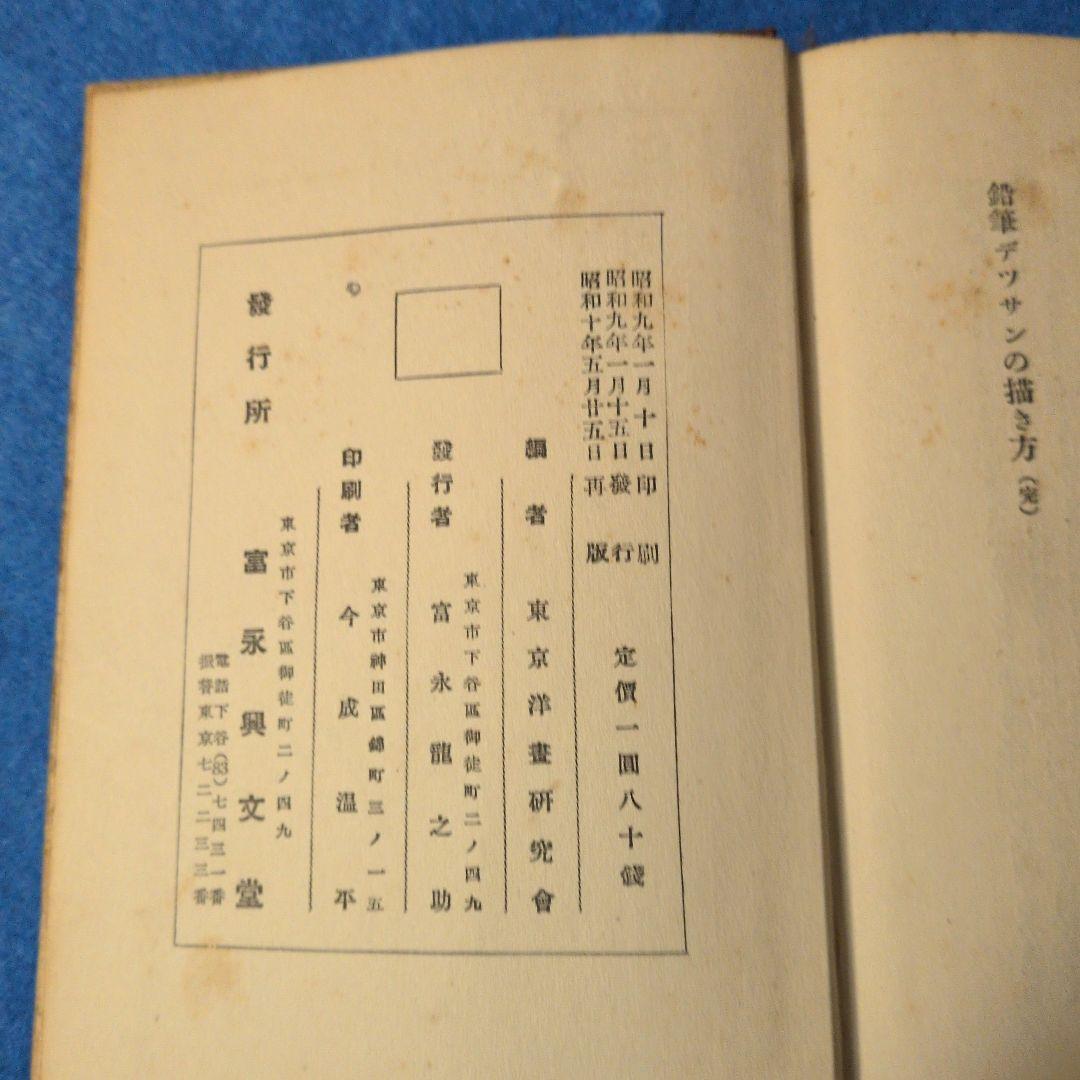 鉛筆デツサンの描き方(完)
昭和九年一月十日印刷
昭和九年一月十五日發行
昭和十年五月廿五日再版
定價一圓八十錢
編者 東京洋畫研究會
東京市下谷區御徒町二ノ四九
發行者 富永龍之助
東京市神田區錦町三ノ一五
印刷者 今成温平
◎
東京市下谷區御徒町二ノ四九
發行所 富永興文堂
電話下谷(83)七四三一番
振替東京七二二三三番